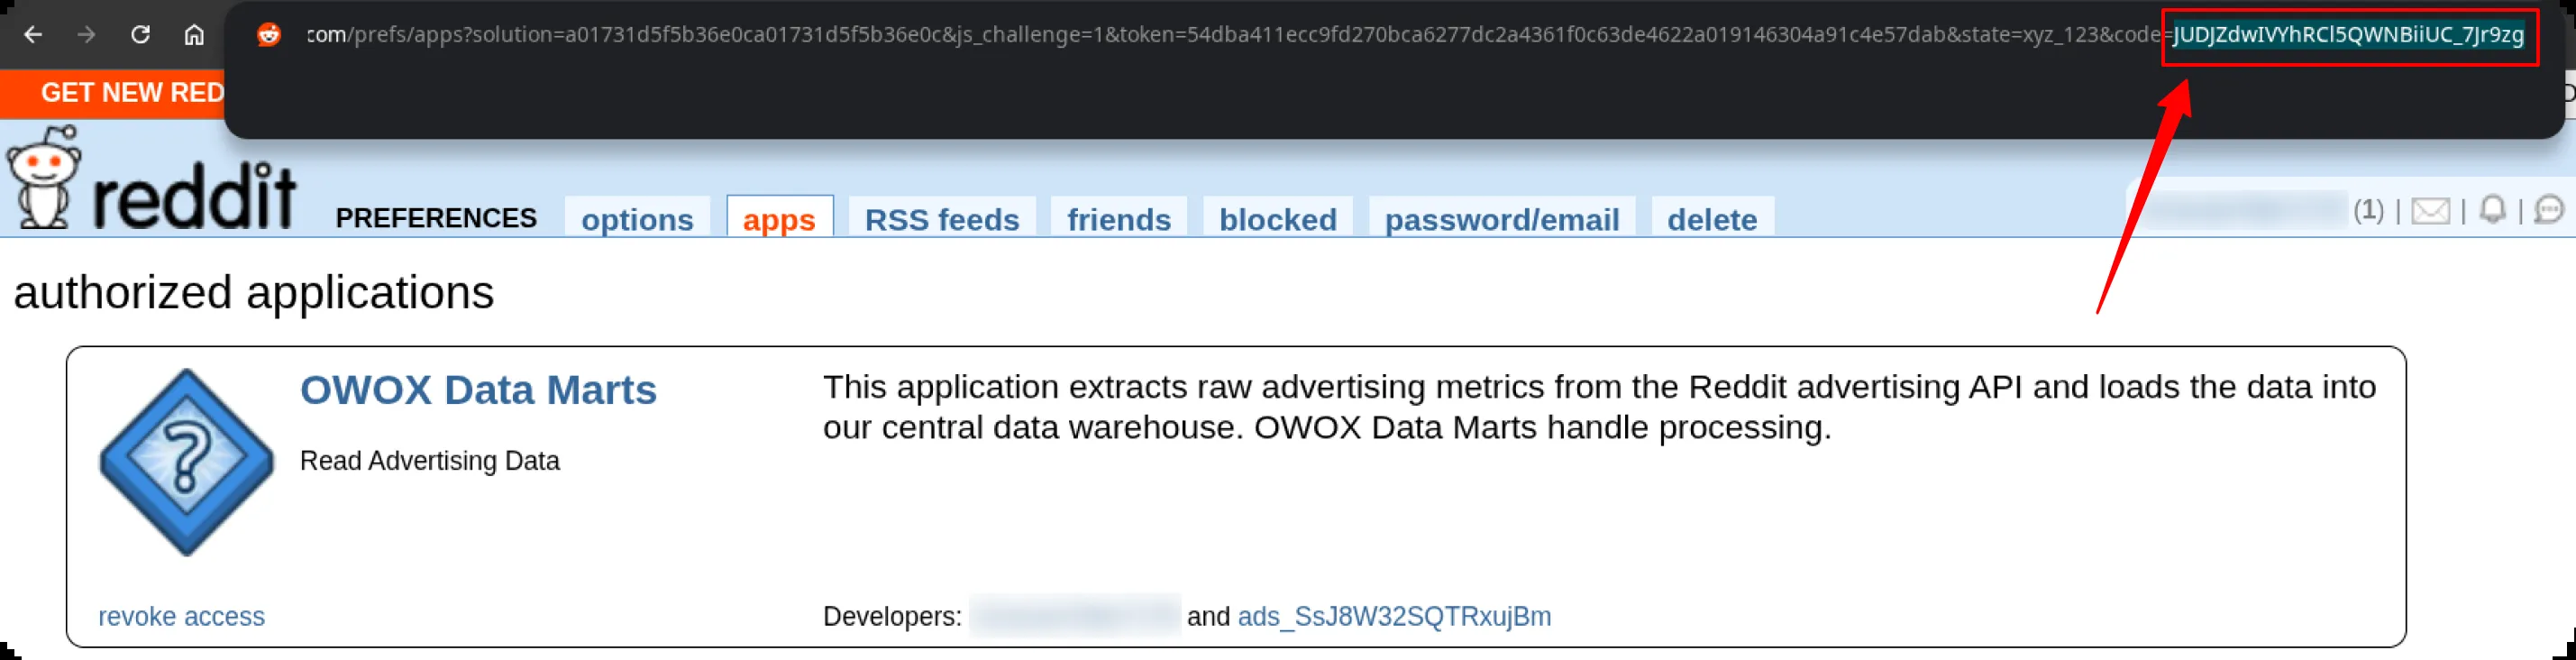 com/prefs/apps?solution=a01731d5f5b36e0ca01731d5f5b36e0c&js_challenge=1&token=54dba411ecc9fd270bca6277dc2a4361f0c63de4622a019146304a91c4e57dab&state=xyz_123&code=JUDJZdwIVYhRCl5QWNBiiUC_7Jr9zg
GET NEW RED
reddit PREFERENCES options apps RSS feeds friends blocked password/email delete (1) | | |
authorized applications
OWOX Data Marts
Read Advertising Data
This application extracts raw advertising metrics from the Reddit advertising API and loads the data into
our central data warehouse. OWOX Data Marts handle processing.
revoke access
Developers: and ads_SsJ8W32SQTRxujBm